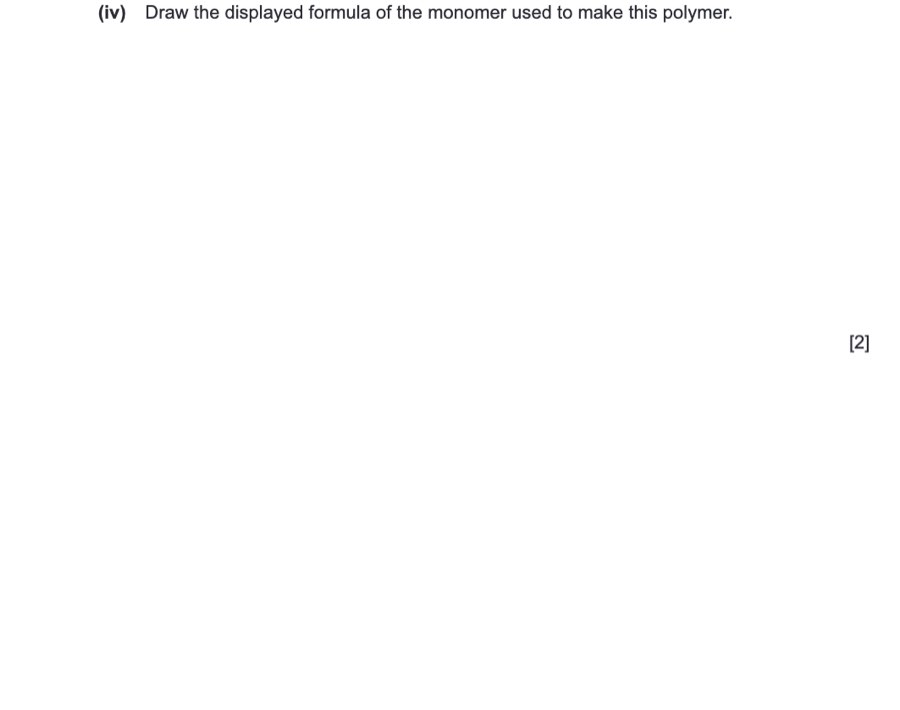 (iv) Draw the displayed formula of the monomer used to make this polymer.
[2]